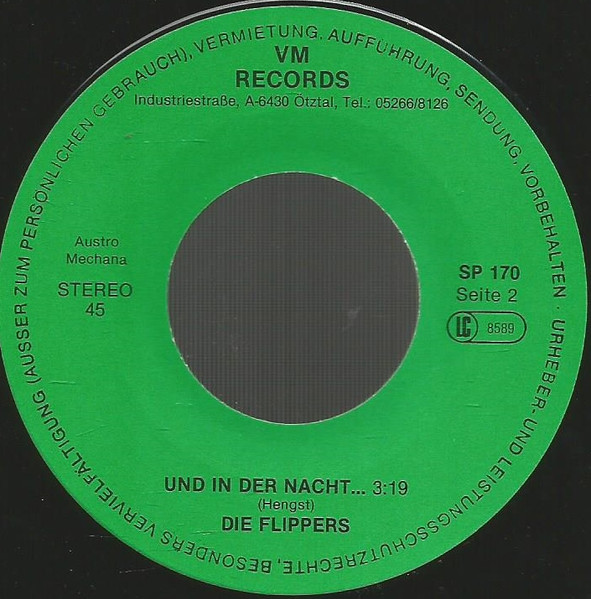 VM
RECORDS
Industriestraße, A-6430 Ötztal, Tel.: 05266/8126
Austro
Mechana
STEREO
45
SP 170
Seite 2
LC 8589
UND IN DER NACHT... 3:19
(Hengst)
DIE FLIPPERS
URHEBER- UND LEISTUNGSSCHUTZRECHTE, BESONDERS VERVIELFÄLTIGUNG (AUSSER ZUM PERSÖNLICHEN GEBRAUCH), VERMIETUNG, AUFFÜHRUNG, SENDUNG, VORBEHALTEN ·